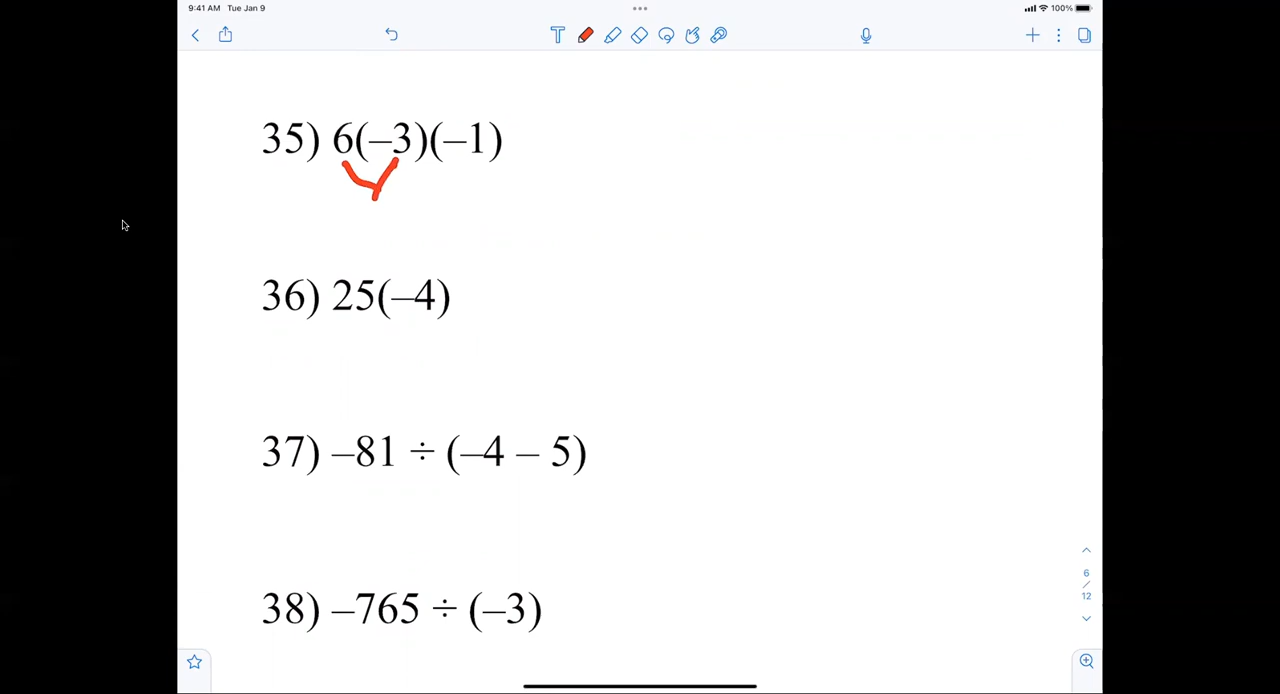 9:41 AM Tue Jan 9
100%
35) 6(–3)(–1)
36) 25(–4)
37) –81 ÷ (–4 – 5)
38) –765 ÷ (–3)
6
/
12